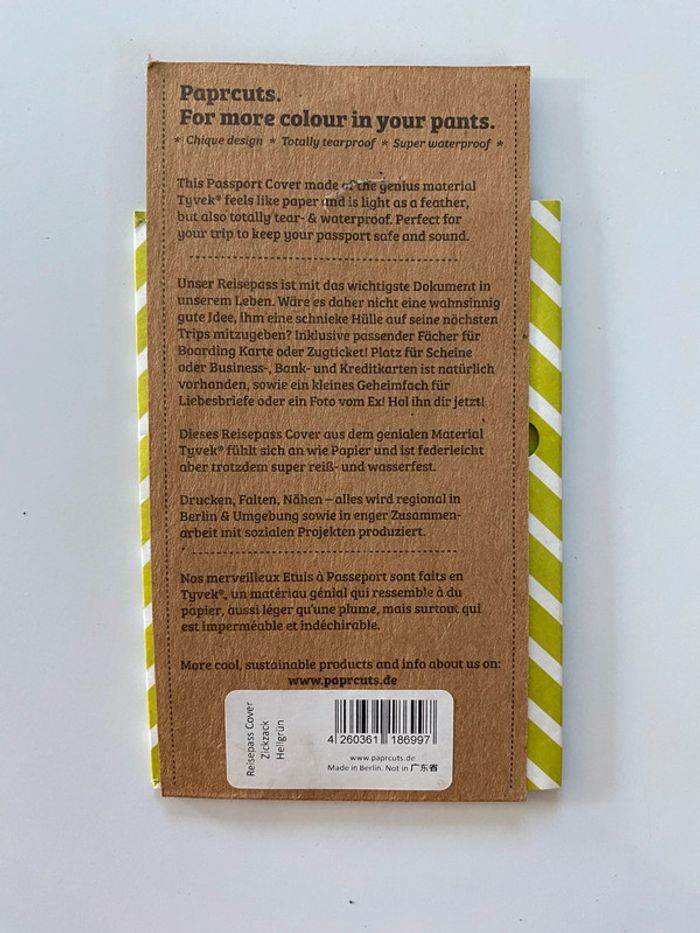 Paprcuts.
For more colour in your pants.
* Chique design * Totally tearproof * Super waterproof *
This Passport Cover made of the genius material
Tyvek® feels like paper and is light as a feather,
but also totally tear- & waterproof. Perfect for
your trip to keep your passport safe and sound.
Unser Reisepass ist mit das wichtigste Dokument in
unserem Leben. Wäre es daher nicht eine wahnsinnig
gute Idee, ihm eine schnieke Hülle auf seine nächsten
Trips mitzugeben? Inklusive passender Fächer für
Boarding Karte oder Zugticket! Platz für Scheine
oder Business-, Bank- und Kreditkarten ist natürlich
vorhanden, sowie ein kleines Geheimfach für
Liebesbriefe oder ein Foto vom Ex! Hol ihn dir jetzt!
Dieses Reisepass Cover aus dem genialen Material
Tyvek® fühlt sich an wie Papier und ist federleicht
aber trotzdem super reiß- und wasserfest.
Drucken, Falten, Nähen – alles wird regional in
Berlin & Umgebung sowie in enger Zusammen-
arbeit mit sozialen Projekten produziert.
Nos merveilleux Etuis à Passeport sont faits en
Tyvek®, un matériau génial qui ressemble à du
papier, aussi léger qu'une plume, mais surtout qui
est imperméable et indéchirable.
More cool, sustainable products and info about us on:
www.paprcuts.de
Reisepass Cover
Zickzack
Hellgrün
4 260361 186997
www.paprcuts.de
Made in Berlin. Not in 广东省